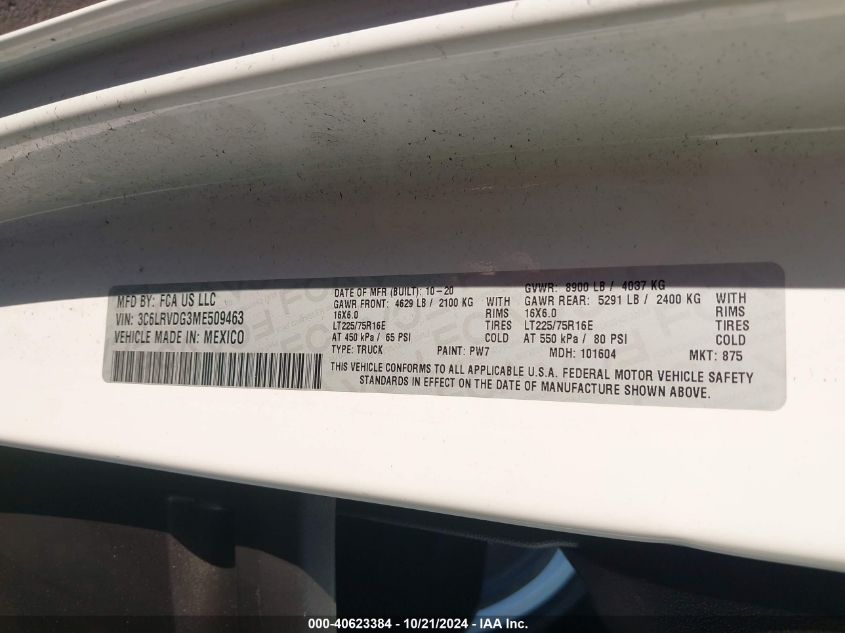 MFD BY: FCA US LLC
VIN: 3C6LRVDG3ME509463
VEHICLE MADE IN: MEXICO
DATE OF MFR (BUILT): 10-20
GAWR FRONT: 4629 LB / 2100 KG WITH
16X6.0 RIMS
LT225/75R16E TIRES
AT 450 kPa / 65 PSI COLD
TYPE: TRUCK PAINT: PW7
GVWR: 8900 LB / 4037 KG
GAWR REAR: 5291 LB / 2400 KG WITH
16X6.0 RIMS
LT225/75R16E TIRES
AT 550 kPa / 80 PSI COLD
MDH: 101604 MKT: 875
THIS VEHICLE CONFORMS TO ALL APPLICABLE U.S.A. FEDERAL MOTOR VEHICLE SAFETY
STANDARDS IN EFFECT ON THE DATE OF MANUFACTURE SHOWN ABOVE.
000-40623384 - 10/21/2024 - IAA Inc.